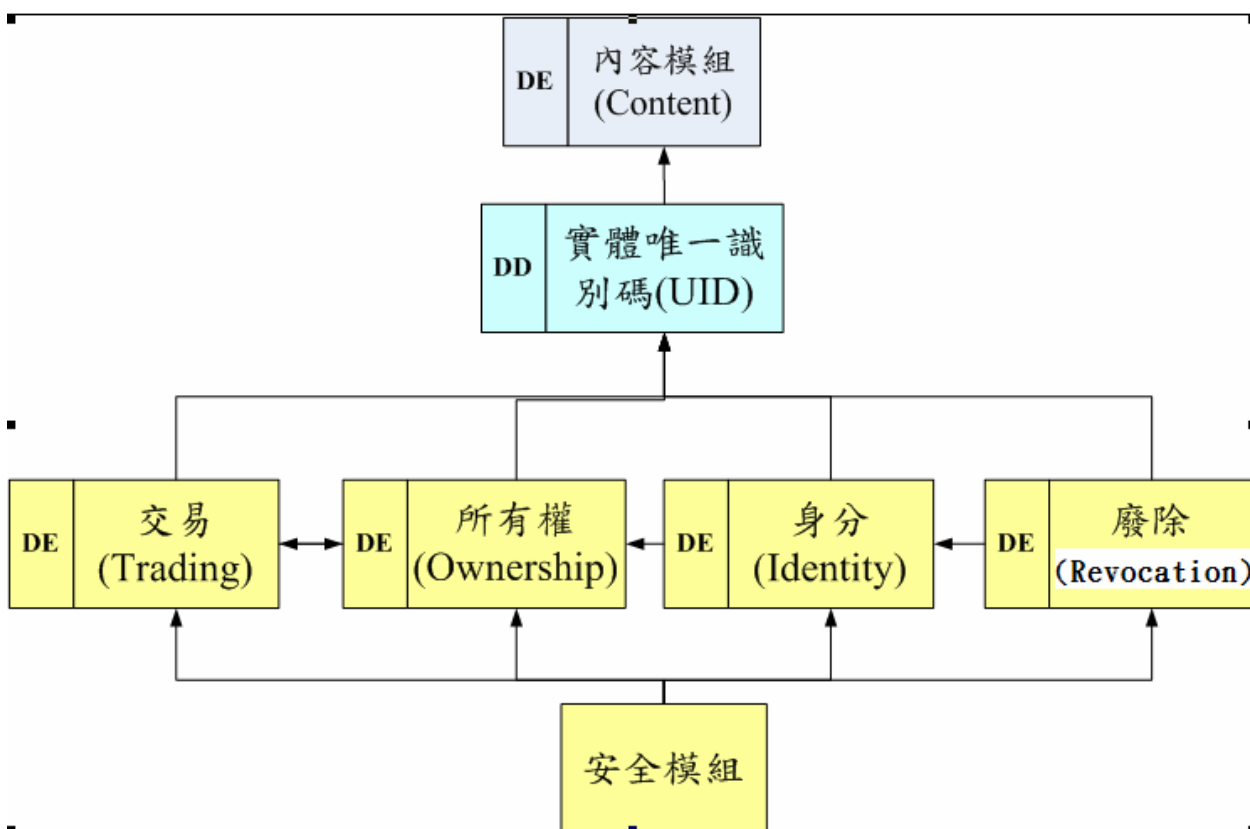 DE
內容模組
(Content)
DD
實體唯一識
別碼(UID)
DE
交易
(Trading)
DE
所有權
(Ownership)
DE
身分
(Identity)
DE
廢除
(Revocation)
安全模組